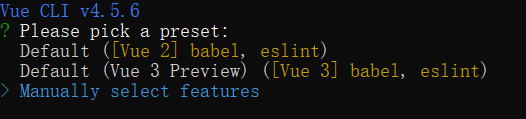 Vue CLI v4.5.6
? Please pick a preset:
Default ([Vue 2] babel, eslint)
Default (Vue 3 Preview) ([Vue 3] babel, eslint)
> Manually select features